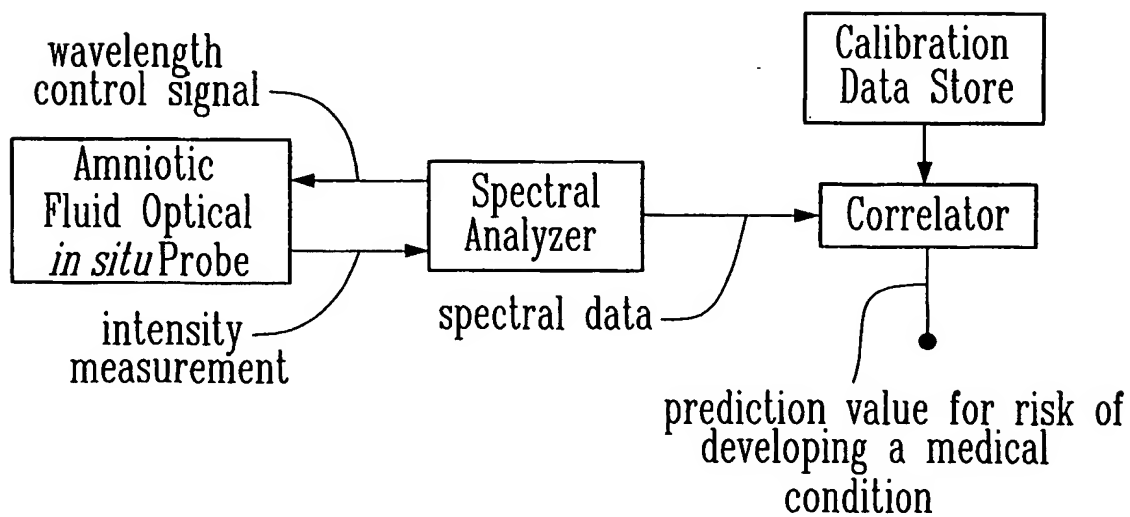 wavelength
control signal
Calibration
Data Store
Amniotic
Fluid Optical
in situ Probe
Spectral
Analyzer
Correlator
intensity
measurement
spectral data
prediction value for risk of
developing a medical
condition